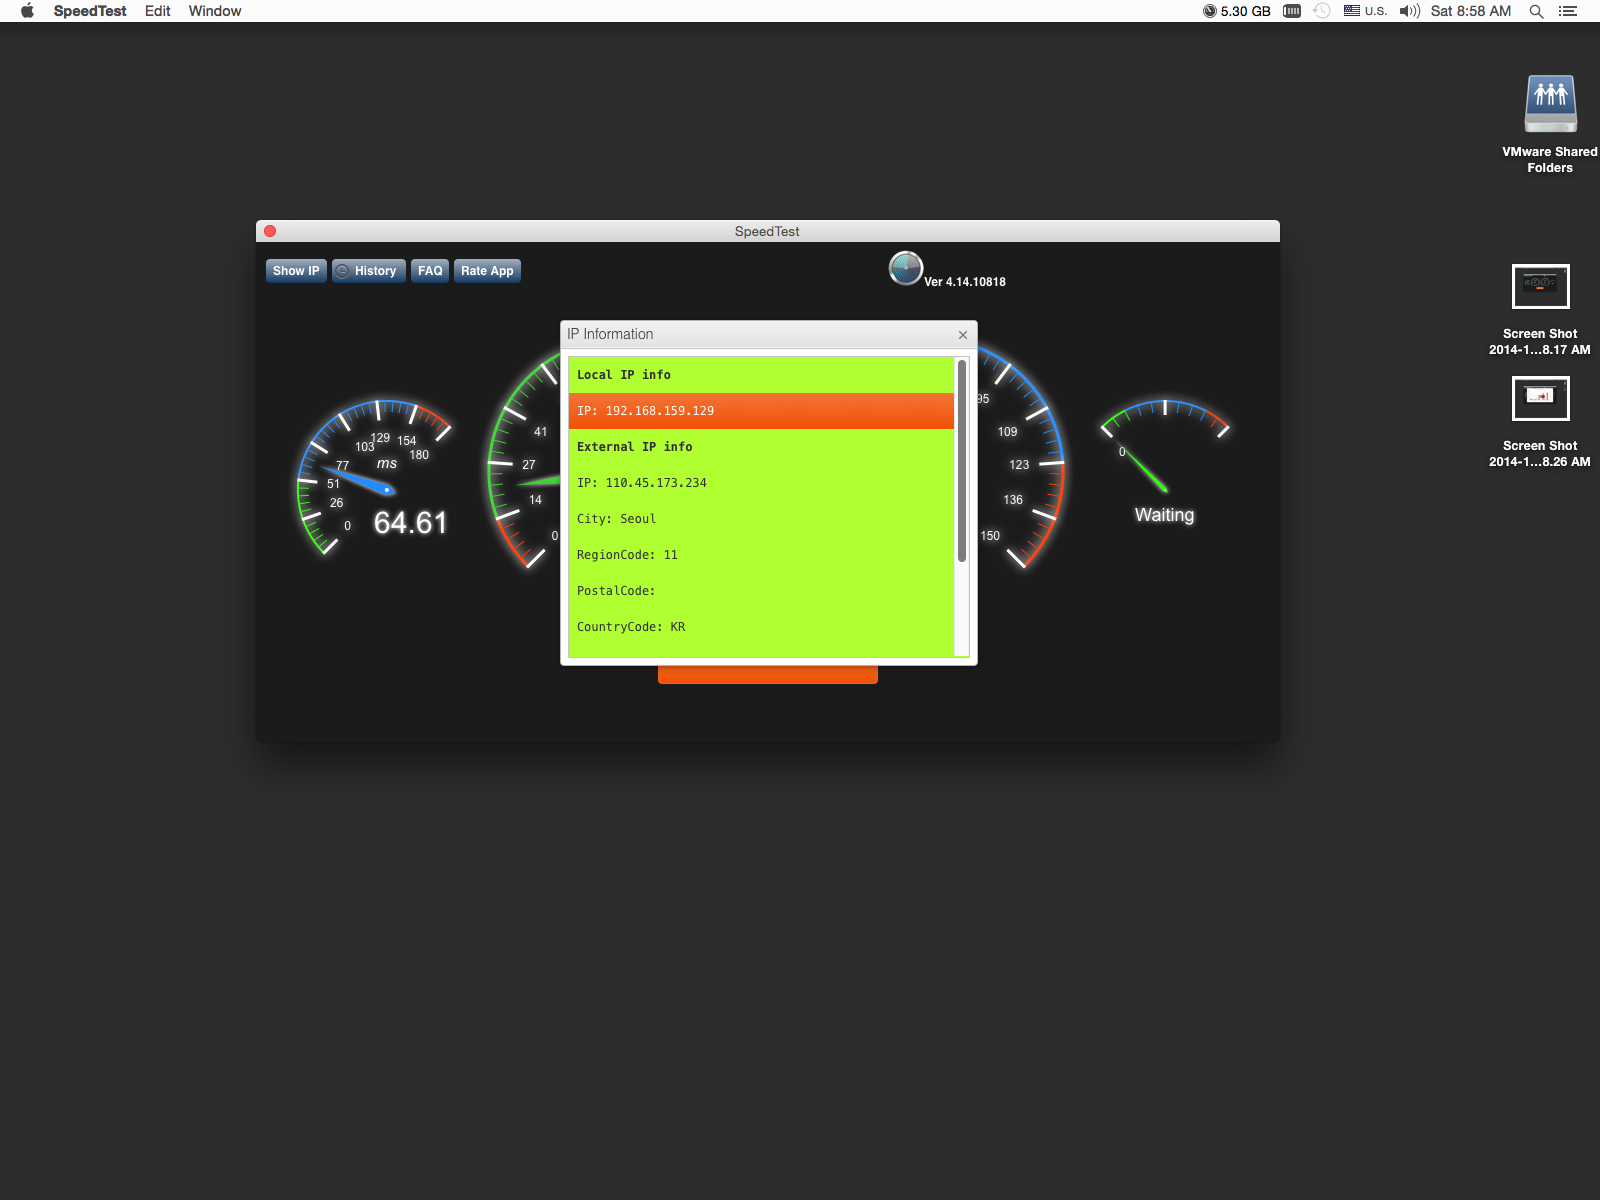 SpeedTest Edit Window
5.30 GB U.S. Sat 8:58 AM
VMware Shared
Folders
Screen Shot
2014-1...8.17 AM
Screen Shot
2014-1...8.26 AM
SpeedTest
Show IP History FAQ Rate App
Ver 4.14.10818
IP Information
Local IP info
IP: 192.168.159.129
External IP info
IP: 110.45.173.234
City: Seoul
RegionCode: 11
PostalCode:
CountryCode: KR
0
26
51
77
103
129
154
180
ms
64.61
0
14
27
41
95
109
123
136
150
0
Waiting